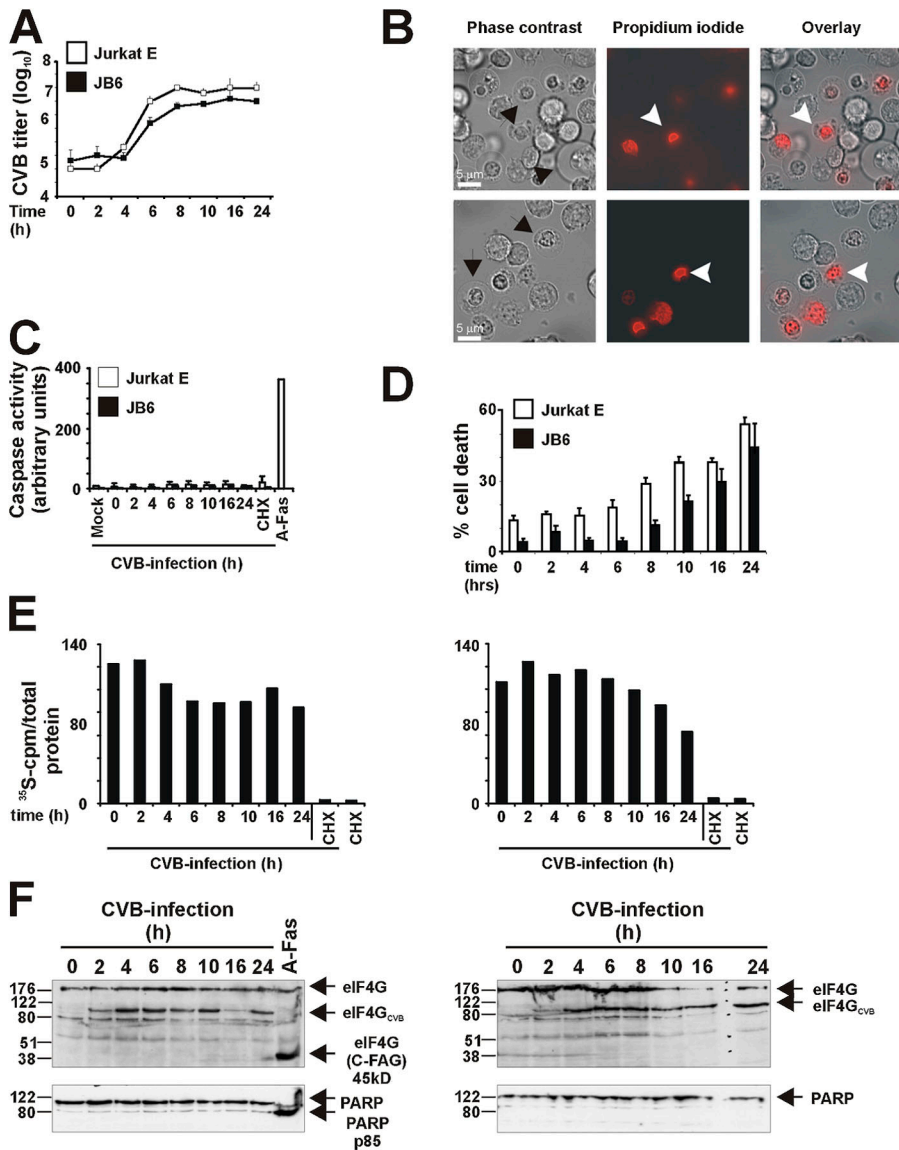 A
Jurkat E
JB6
CVB titer (log10)
8
7
5
4
Time (h)
0 2 4 6 8 10 16 24
B
Phase contrast
Propidium iodide
Overlay
5 µm
5 µm
C
Jurkat E
JB6
Caspase activity
(arbitrary units)
400
200
0
Mock 0 2 4 6 8 10 16 24 CHX A-Fas
CVB-infection (h)
D
Jurkat E
JB6
% cell death
60
30
0
time (hrs)
0 2 4 6 8 10 16 24
E
35S-cpm/total
protein
140
80
0
time (h)
0 2 4 6 8 10 16 24 CHX CHX
CVB-infection (h)
140
80
0
0 2 4 6 8 10 16 24 CHX CHX
CVB-infection (h)
F
CVB-infection
(h)
0 2 4 6 8 10 16 24 A-Fas
176
122
80
51
38
eIF4G
eIF4GCVB
eIF4G
(C-FAG)
45kD
122
80
PARP
PARP
p85
CVB-infection
(h)
0 2 4 6 8 10 16 24
176
122
80
51
38
eIF4G
eIF4GCVB
122
80
PARP